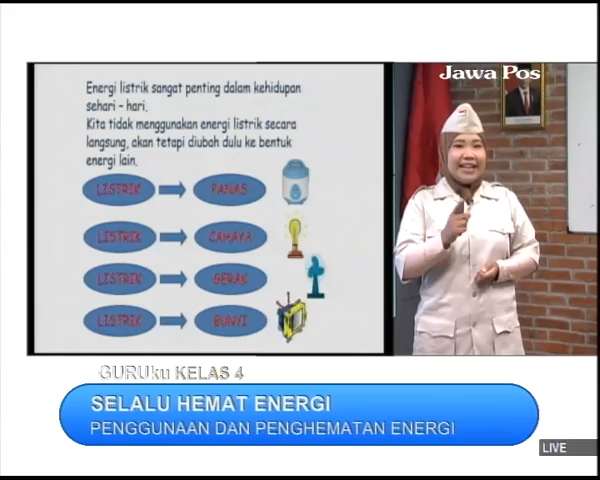 Jawa Pos
Energi listrik sangat penting dalam kehidupan
sehari - hari.
Kita tidak menggunakan energi listrik secara
langsung, akan tetapi diubah dulu ke bentuk
energi lain.
LISTRIK PANAS
LISTRIK CAHAYA
LISTRIK GERAK
LISTRIK BUNYI
GURUku KELAS 4
SELALU HEMAT ENERGI
PENGGUNAAN DAN PENGHEMATAN ENERGI
LIVE